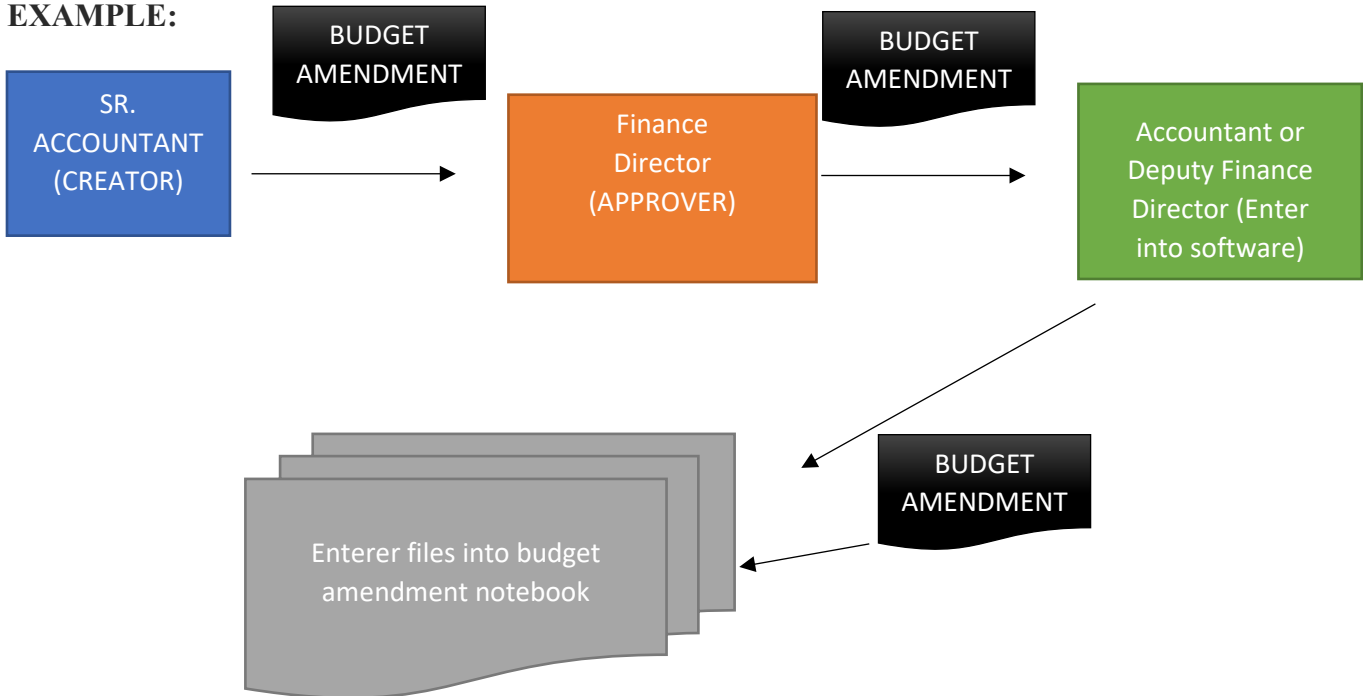 EXAMPLE:
BUDGET
AMENDMENT
BUDGET
AMENDMENT
SR.
ACCOUNTANT
(CREATOR)
Finance
Director
(APPROVER)
Accountant or
Deputy Finance
Director (Enter
into software)
BUDGET
AMENDMENT
Enterer files into budget
amendment notebook